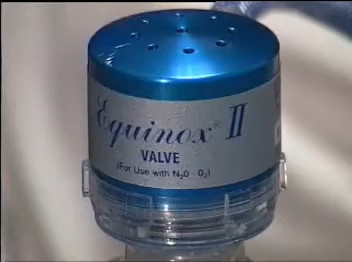 Equinox II
VALVE
(For Use with N₂O - O₂)